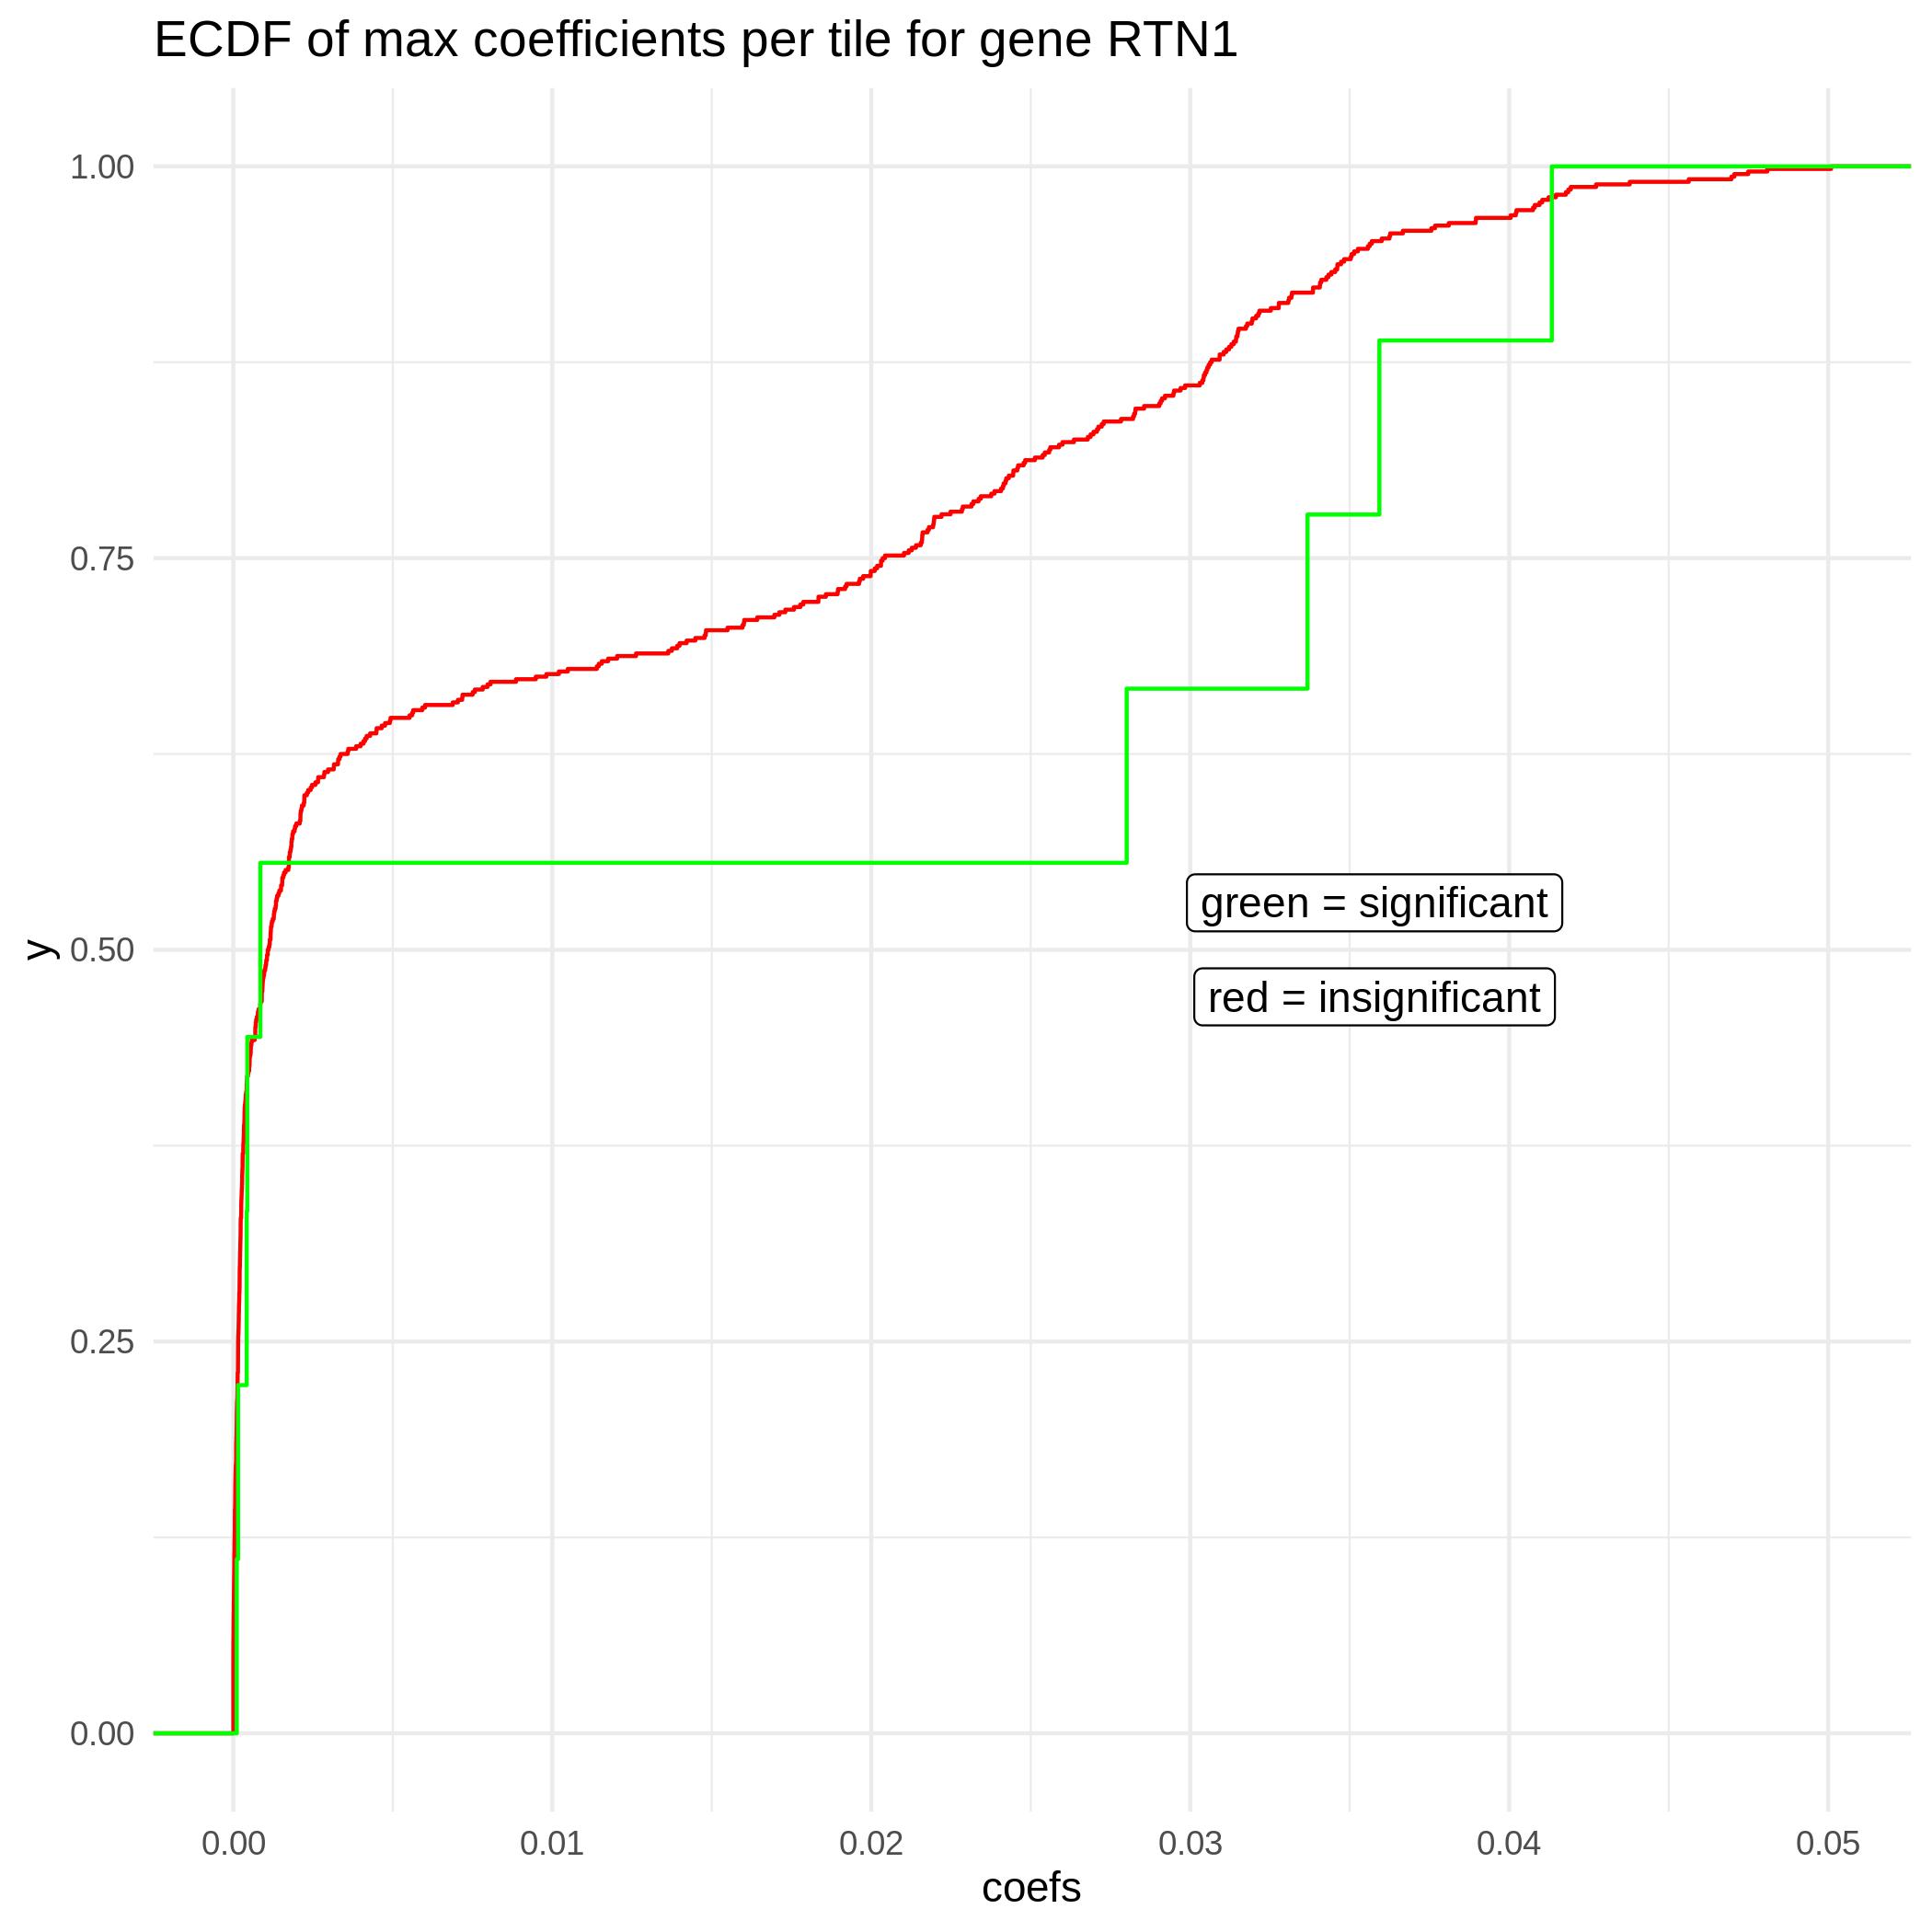 ECDF of max coefficients per tile for gene RTN1
1.00
0.75
0.50
0.25
0.00
y
green = significant
red = insignificant
0.00 0.01 0.02 0.03 0.04 0.05
coefs